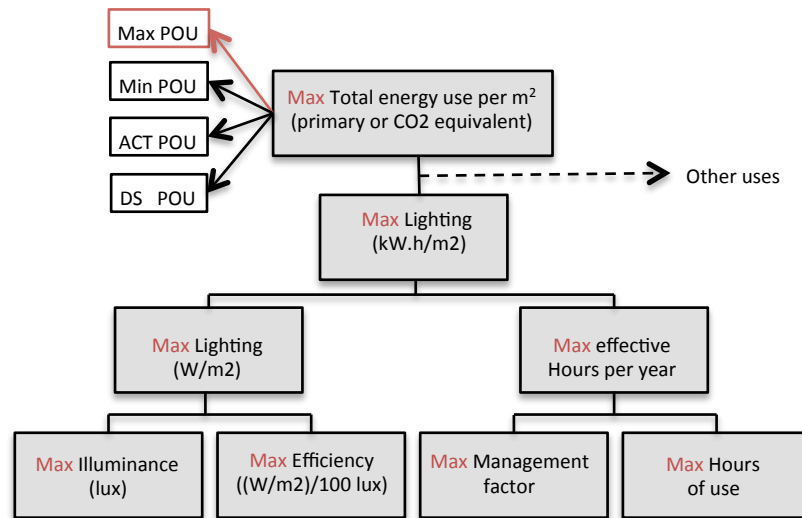 Max POU
Min POU
ACT POU
DS POU
Max Total energy use per m²
(primary or CO2 equivalent)
Other uses
Max Lighting
(kW.h/m2)
Max Lighting
(W/m2)
Max effective
Hours per year
Max Illuminance
(lux)
Max Efficiency
((W/m2)/100 lux)
Max Management
factor
Max Hours
of use